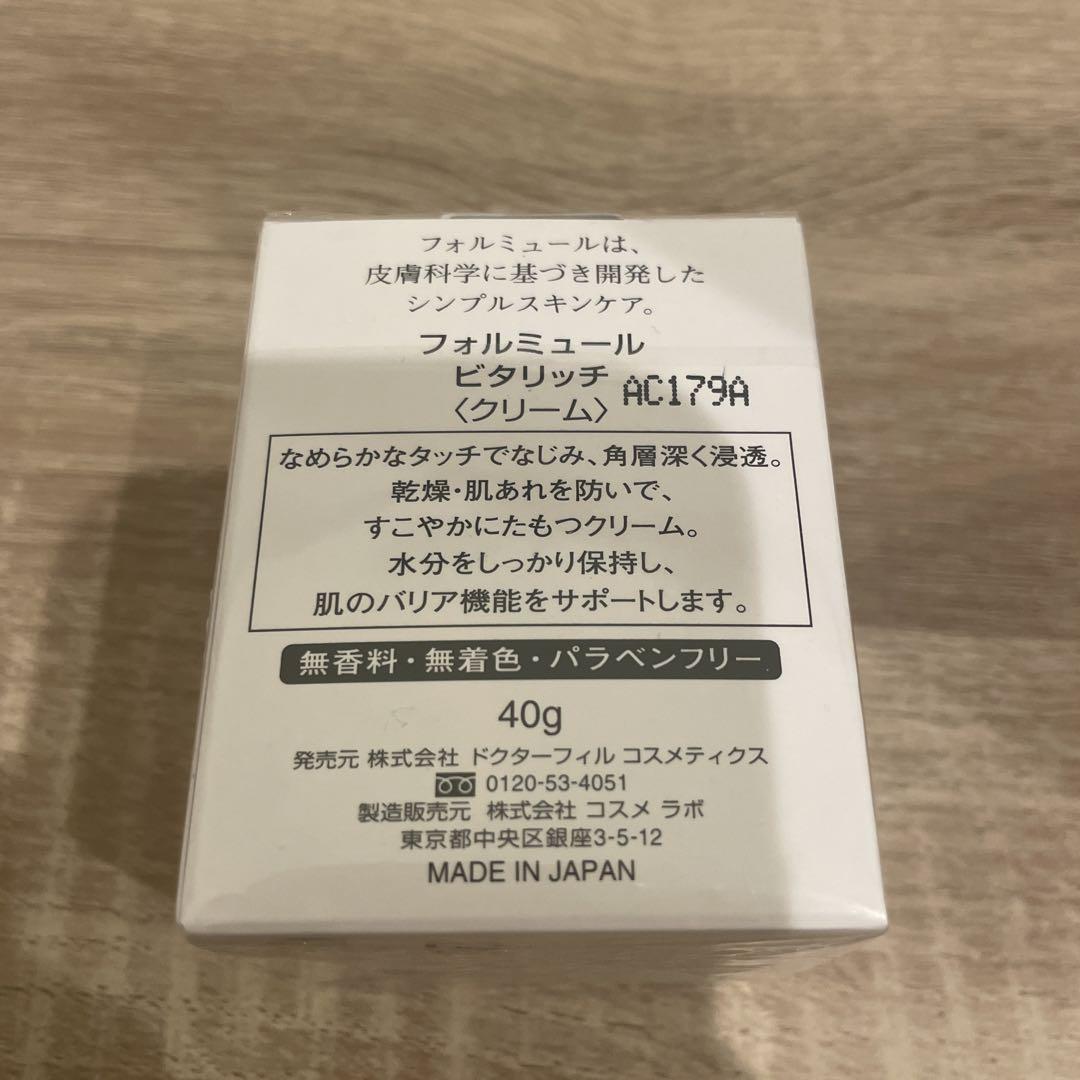 フォルミュールは、
皮膚科学に基づき開発した
シンプルスキンケア。
フォルミュール
ビタリッチ
〈クリーム〉
AC179A
なめらかなタッチでなじみ、角層深く浸透。
乾燥・肌あれを防いで、
すこやかにたもつクリーム。
水分をしっかり保持し、
肌のバリア機能をサポートします。
無香料・無着色・パラベンフリー
40g
発売元 株式会社 ドクターフィル コスメティクス
0120-53-4051
製造販売元 株式会社 コスメ ラボ
東京都中央区銀座3-5-12
MADE IN JAPAN